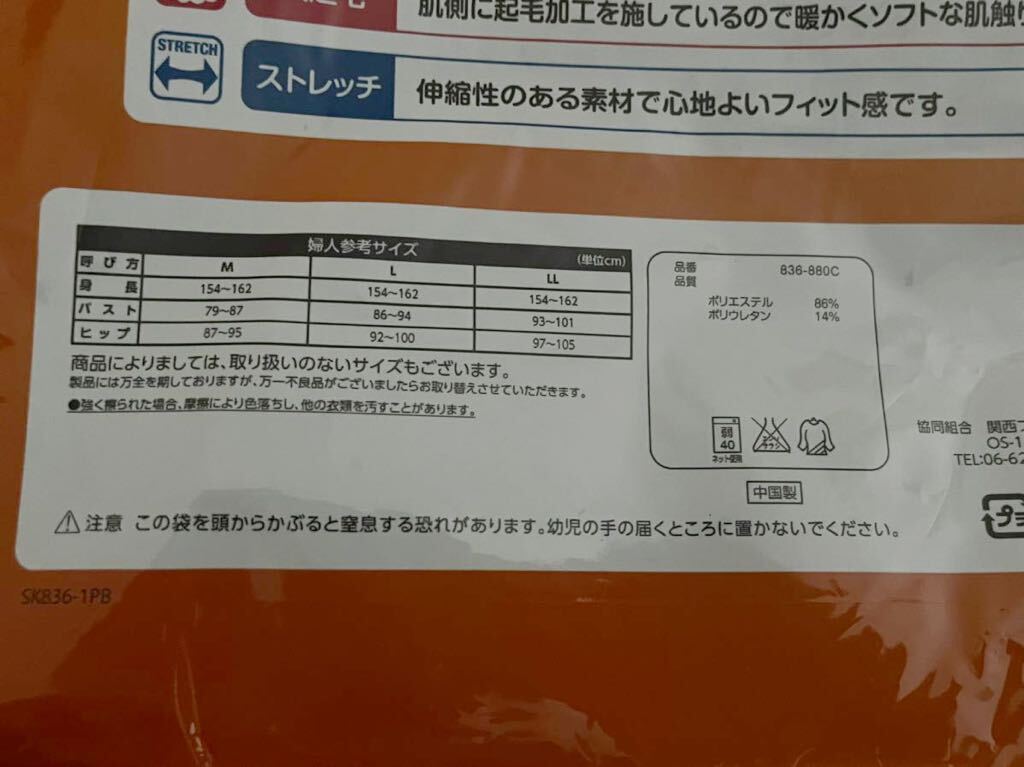 肌側に起毛加工を施しているので暖かくソフトな肌触り
STRETCH
ストレッチ
伸縮性のある素材で心地よいフィット感です。
婦人参考サイズ
(単位cm)
呼び方 M L LL
身長 154~162 154~162 154~162
バスト 79~87 86~94 93~101
ヒップ 87~95 92~100 97~105
商品によりましては、取り扱いのないサイズもございます。
製品には万全を期しておりますが、万一不良品がございましたらお取り替えさせていただきます。
●強く擦られた場合、摩擦により色落ちし、他の衣類を汚すことがあります。
品番 836-880C
品質
ポリエステル 86%
ポリウレタン 14%
弱
40
ネット使用
エンソ
サラシ
中国製
協同組合 関西フ
OS-1
TEL:06-62
プラ
⚠注意 この袋を頭からかぶると窒息する恐れがあります。幼児の手の届くところに置かないでください。
SK836-1PB